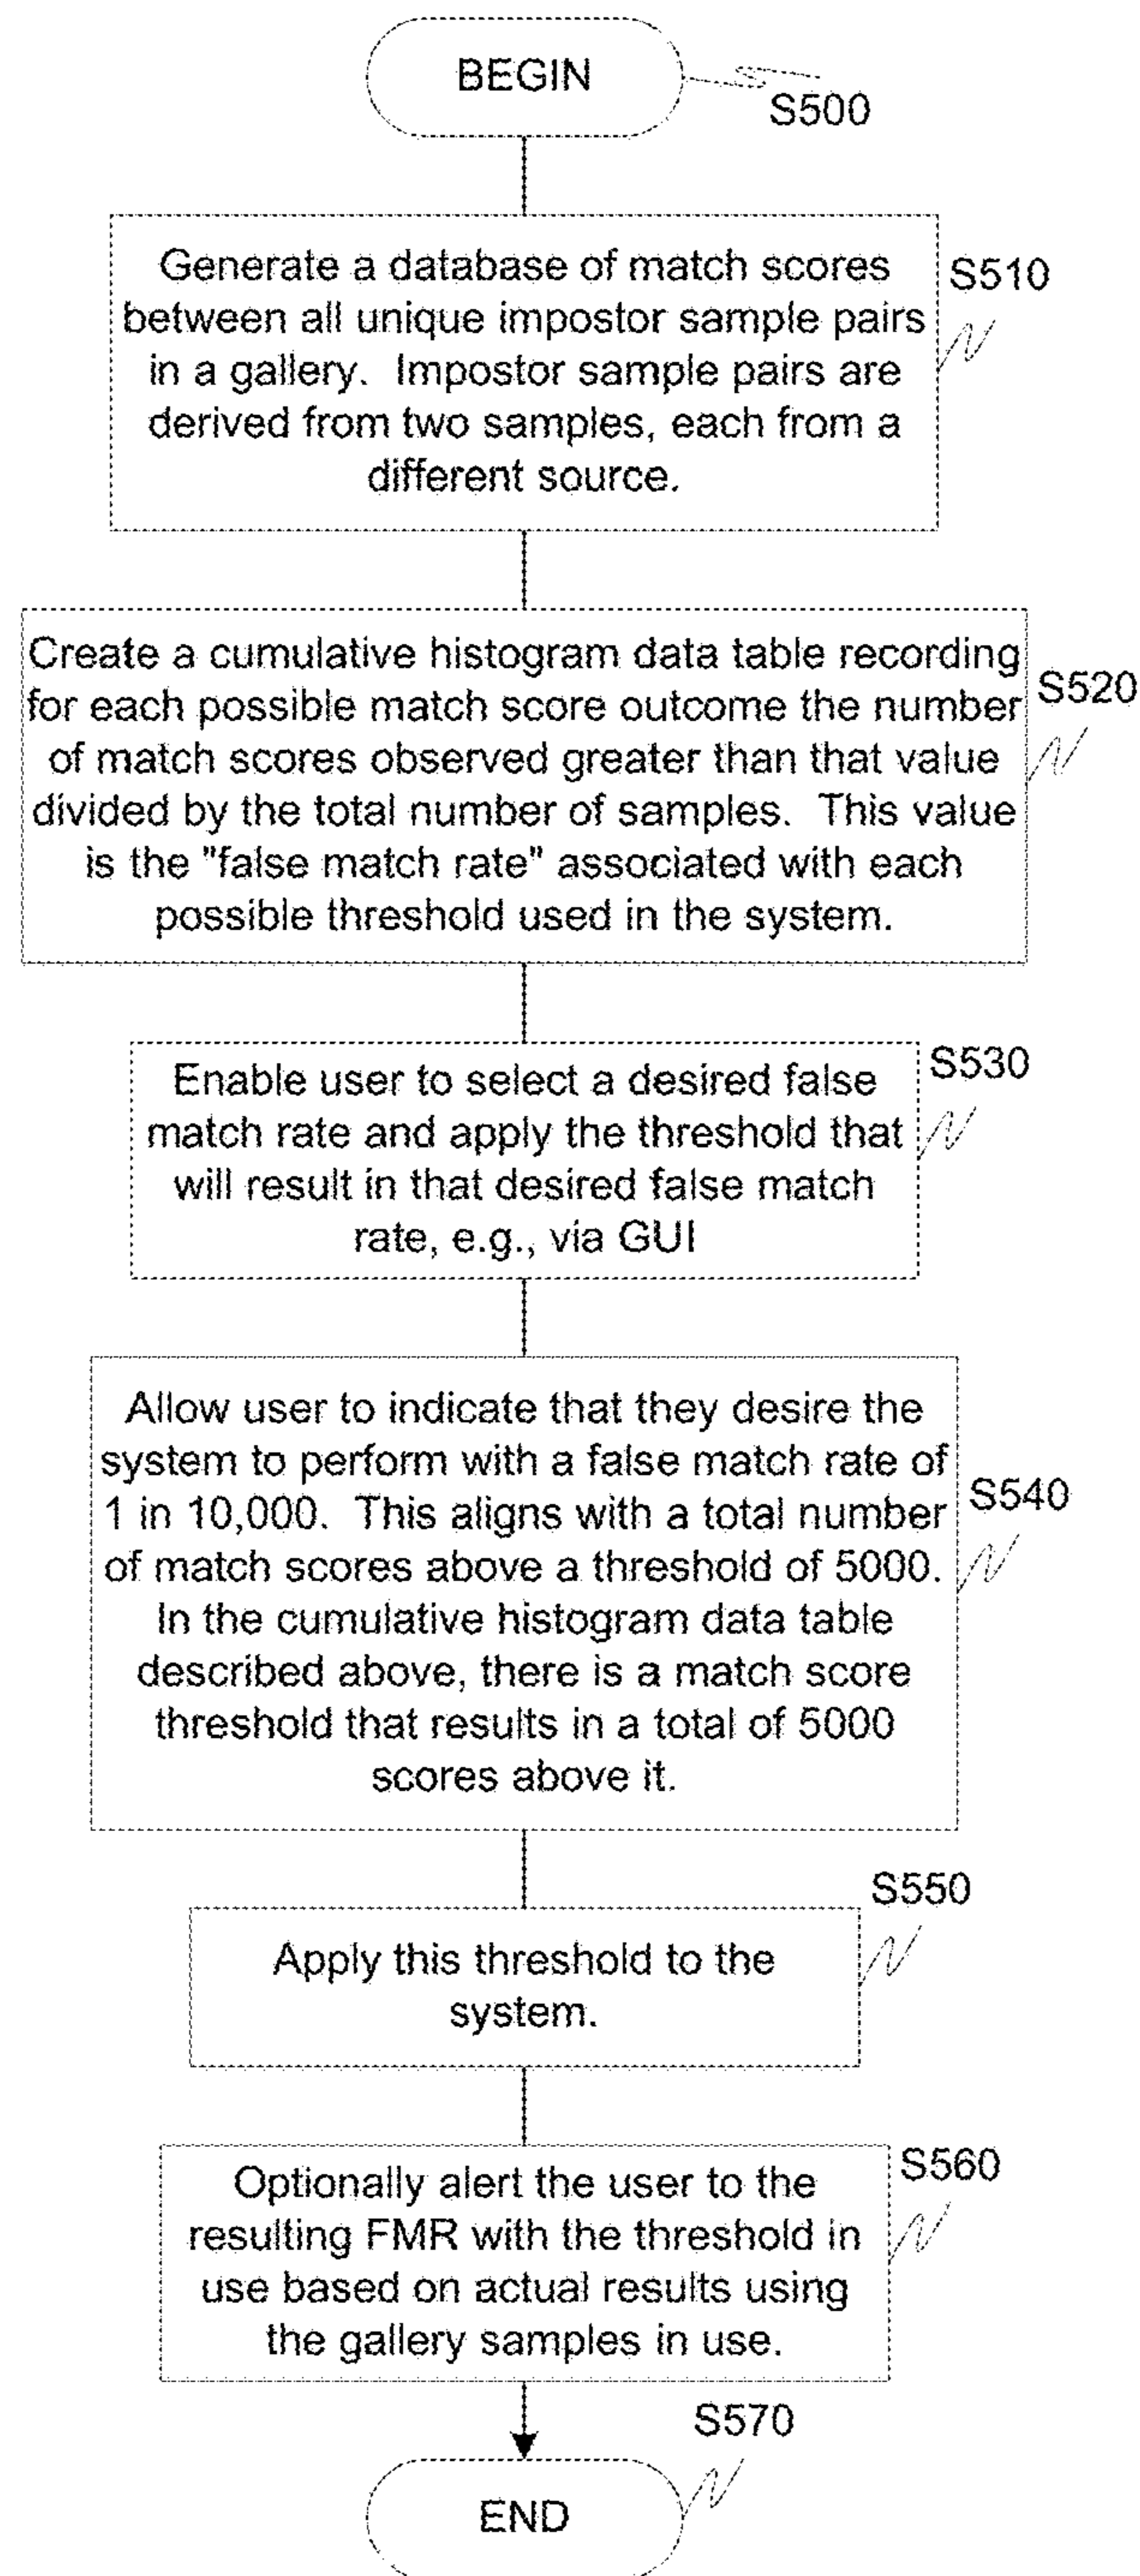 BEGIN
S500
Generate a database of match scores
between all unique impostor sample pairs
in a gallery.  Impostor sample pairs are
derived from two samples, each from a
different source.
S510
Create a cumulative histogram data table recording
for each possible match score outcome the number
of match scores observed greater than that value
divided by the total number of samples.  This value
is the "false match rate" associated with each
possible threshold used in the system.
S520
Enable user to select a desired false
match rate and apply the threshold that
will result in that desired false match
rate, e.g., via GUI
S530
Allow user to indicate that they desire the
system to perform with a false match rate of
1 in 10,000.  This aligns with a total number
of match scores above a threshold of 5000.
In the cumulative histogram data table
described above, there is a match score
threshold that results in a total of 5000
scores above it.
S540
Apply this threshold to the
system.
S550
Optionally alert the user to the
resulting FMR with the threshold in
use based on actual results using
the gallery samples in use.
S560
END
S570